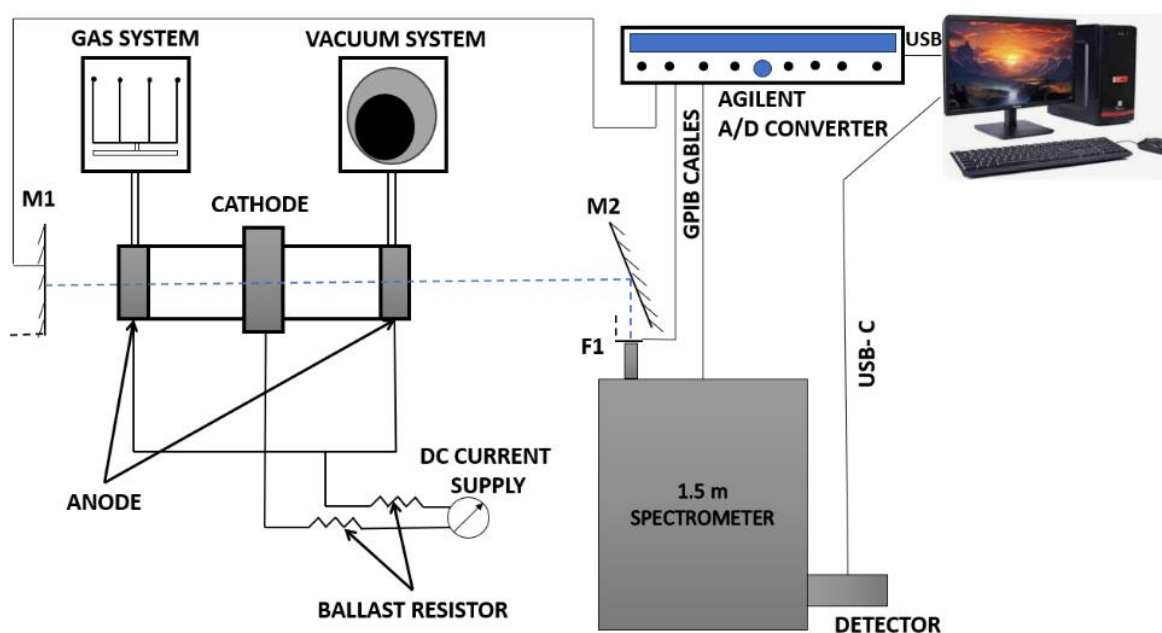 GAS SYSTEM
VACUUM SYSTEM
USB
AGILENT
A/D CONVERTER
M1
CATHODE
M2
GPIB CABLES
F1
USB- C
DC CURRENT
SUPPLY
ANODE
1.5 m
SPECTROMETER
BALLAST RESISTOR
DETECTOR